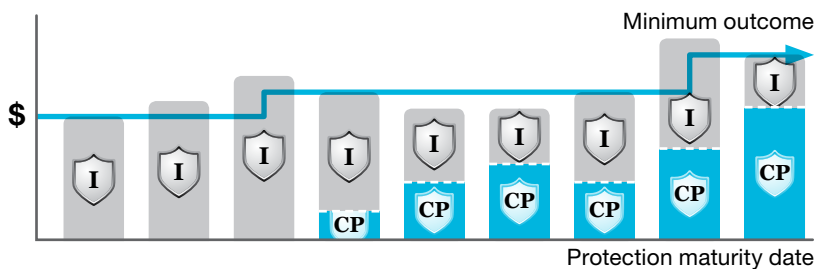 Minimum outcome
$
I I I I I I I I I
CP CP CP CP CP CP
Protection maturity date